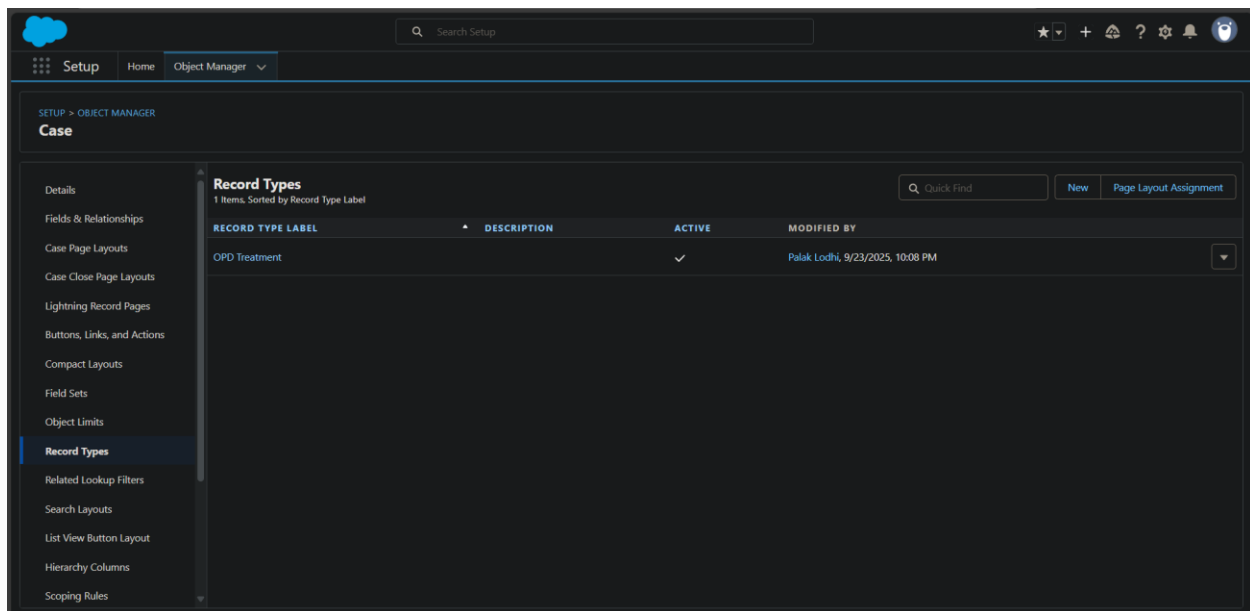 Search Setup
Setup Home Object Manager
SETUP > OBJECT MANAGER
Case
Details
Fields & Relationships
Case Page Layouts
Case Close Page Layouts
Lightning Record Pages
Buttons, Links, and Actions
Compact Layouts
Field Sets
Object Limits
Record Types
Related Lookup Filters
Search Layouts
List View Button Layout
Hierarchy Columns
Scoping Rules
Record Types
1 Items, Sorted by Record Type Label
Quick Find New Page Layout Assignment
RECORD TYPE LABEL DESCRIPTION ACTIVE MODIFIED BY
OPD Treatment Palak Lodhi, 9/23/2025, 10:08 PM